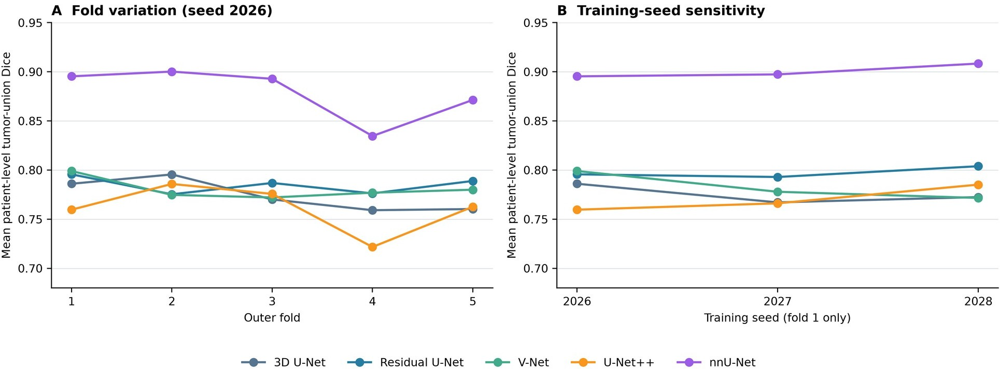 A Fold variation (seed 2026)
Mean patient-level tumor-union Dice
0.95
0.90
0.85
0.80
0.75
0.70
1 2 3 4 5
Outer fold
B Training-seed sensitivity
Mean patient-level tumor-union Dice
0.95
0.90
0.85
0.80
0.75
0.70
2026 2027 2028
Training seed (fold 1 only)
3D U-Net Residual U-Net V-Net U-Net++ nnU-Net